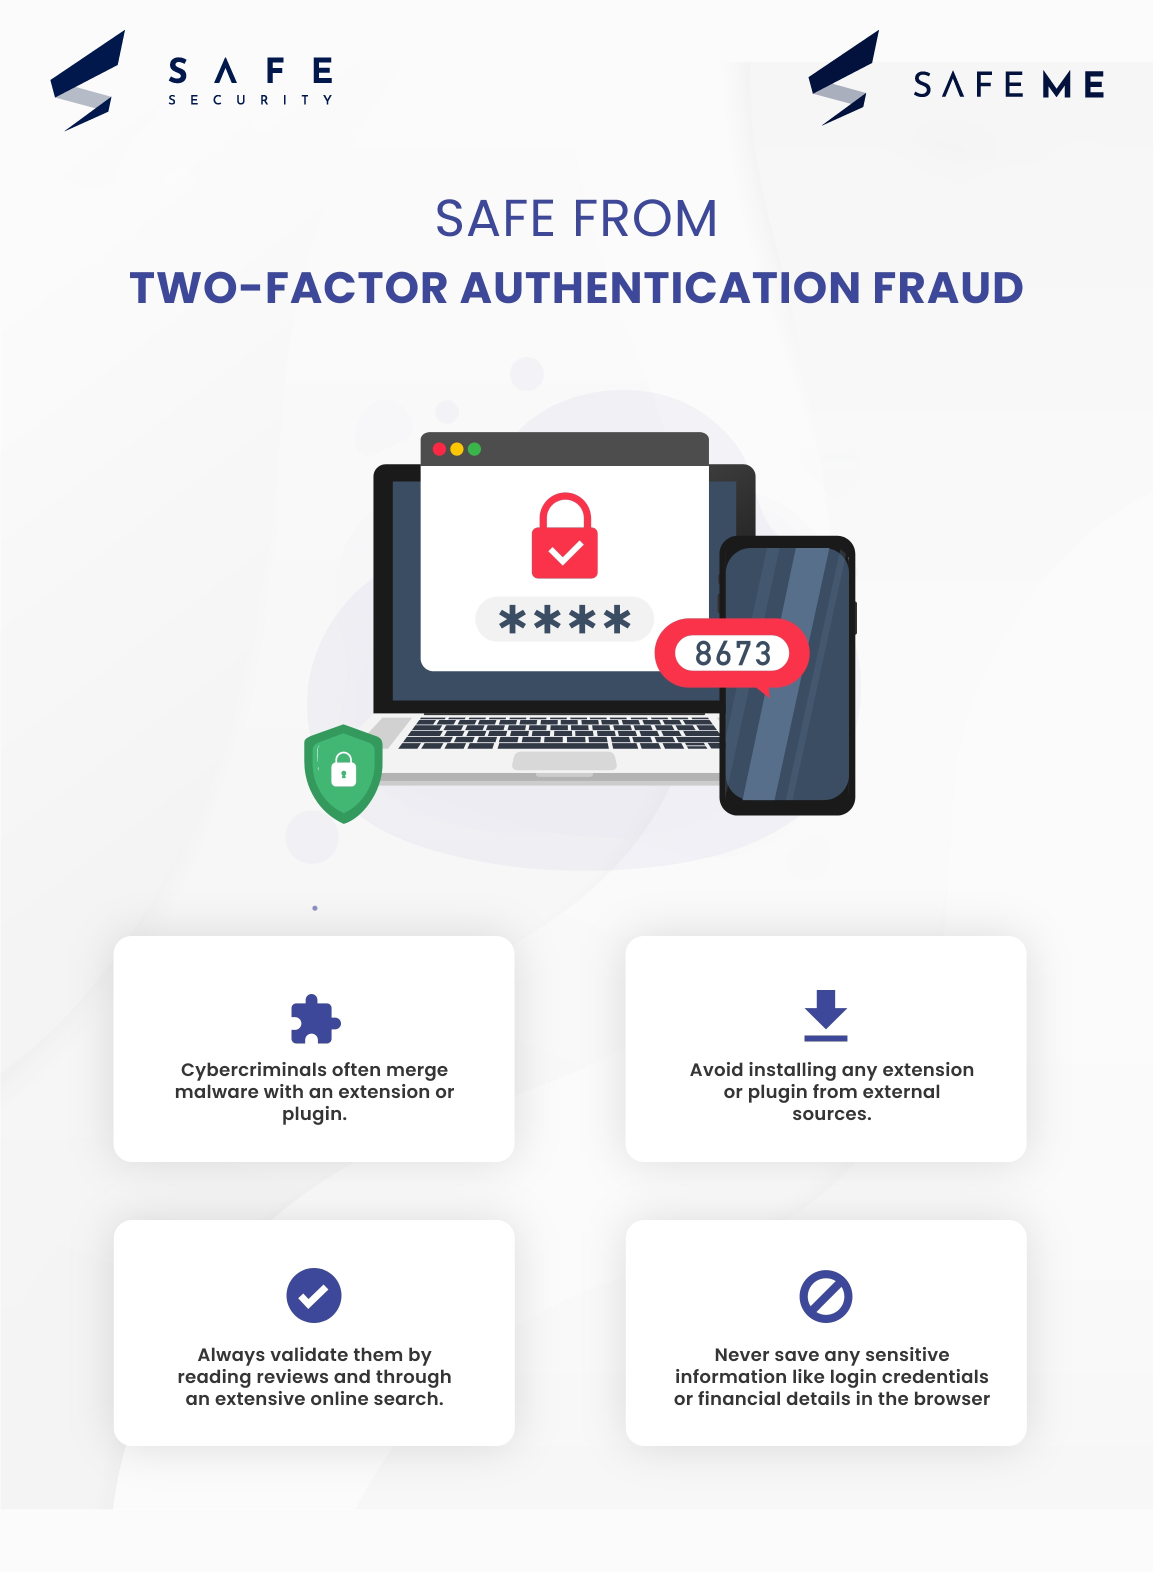 SAFE
SECURITY
SAFE ME
SAFE FROM
TWO-FACTOR AUTHENTICATION FRAUD
****
8673
Cybercriminals often merge
malware with an extension or
plugin.
Avoid installing any extension
or plugin from external
sources.
Always validate them by
reading reviews and through
an extensive online search.
Never save any sensitive
information like login credentials
or financial details in the browser